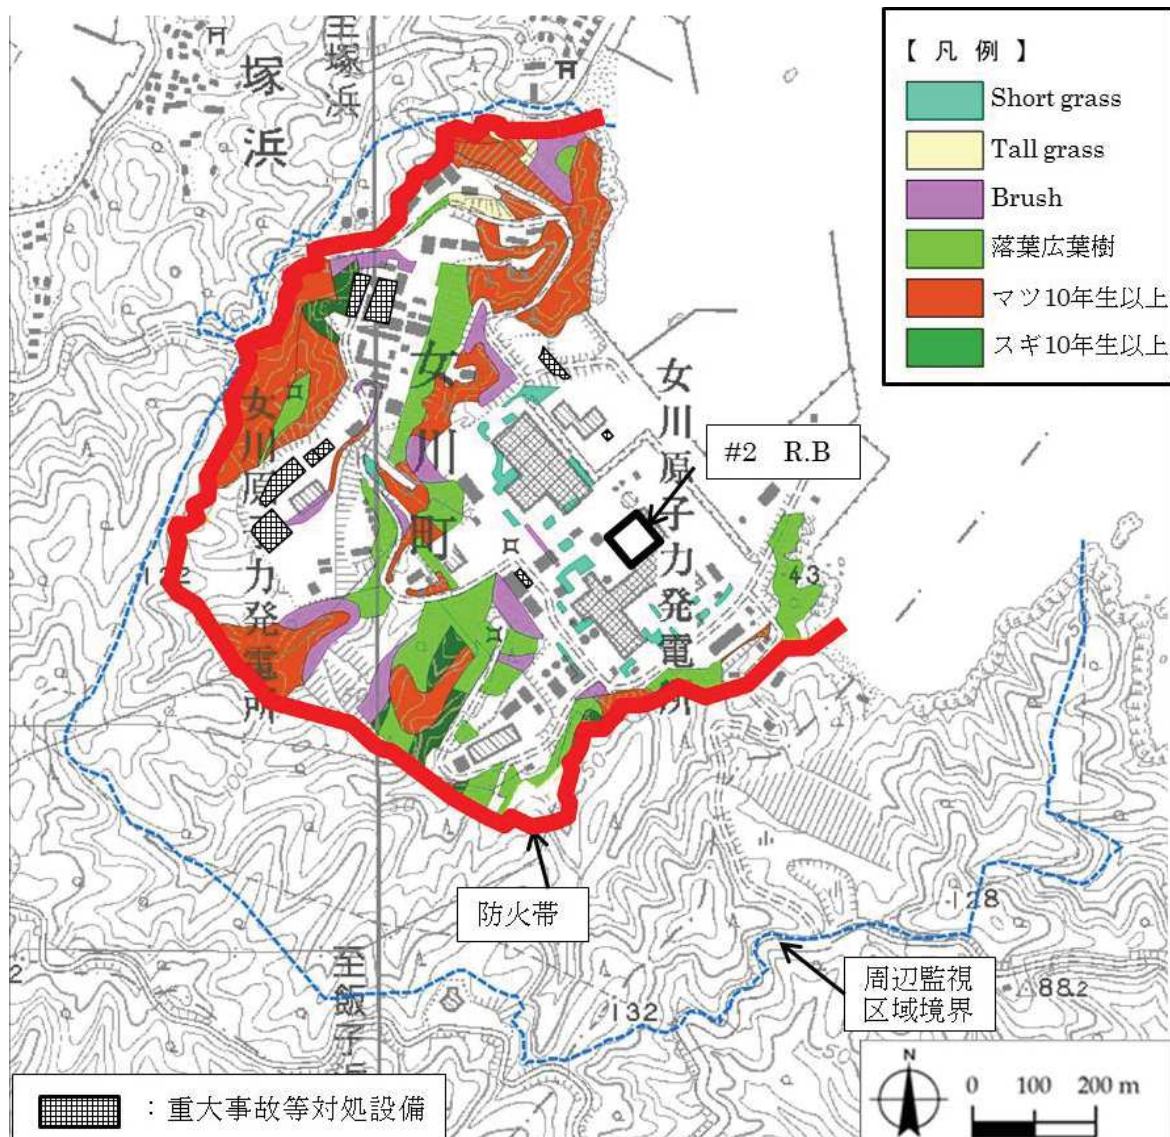 至塚浜
塚浜
【 凡 例 】
Short grass
Tall grass
Brush
落葉広葉樹
マツ10年生以上
スギ10年生以上
女川町
女川原子力発電所
女川原子力発電所
#2 R.B
43
防火帯
周辺監視
区域境界
128
132
88.2
: 重大事故等対処設備
N
0 100 200 m